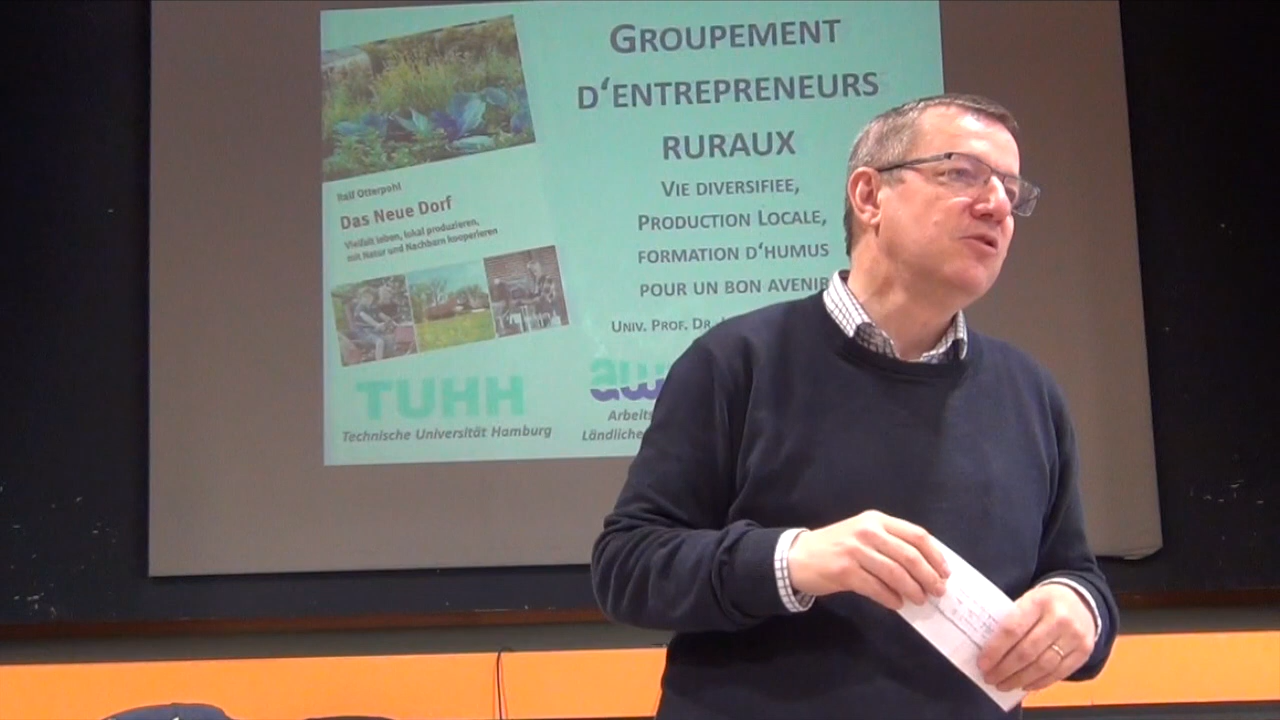 GROUPEMENT
D‘ENTREPRENEURS
RURAUX
VIE DIVERSIFIEE,
PRODUCTION LOCALE,
FORMATION D‘HUMUS
POUR UN BON AVENIR
UNIV. PROF. DR.
Ralf Otterpohl
Das Neue Dorf
Vielfalt leben, lokal produzieren,
mit Natur und Nachbarn kooperieren
TUHH
Technische Universität Hamburg
aw
Arbeits
Ländliche